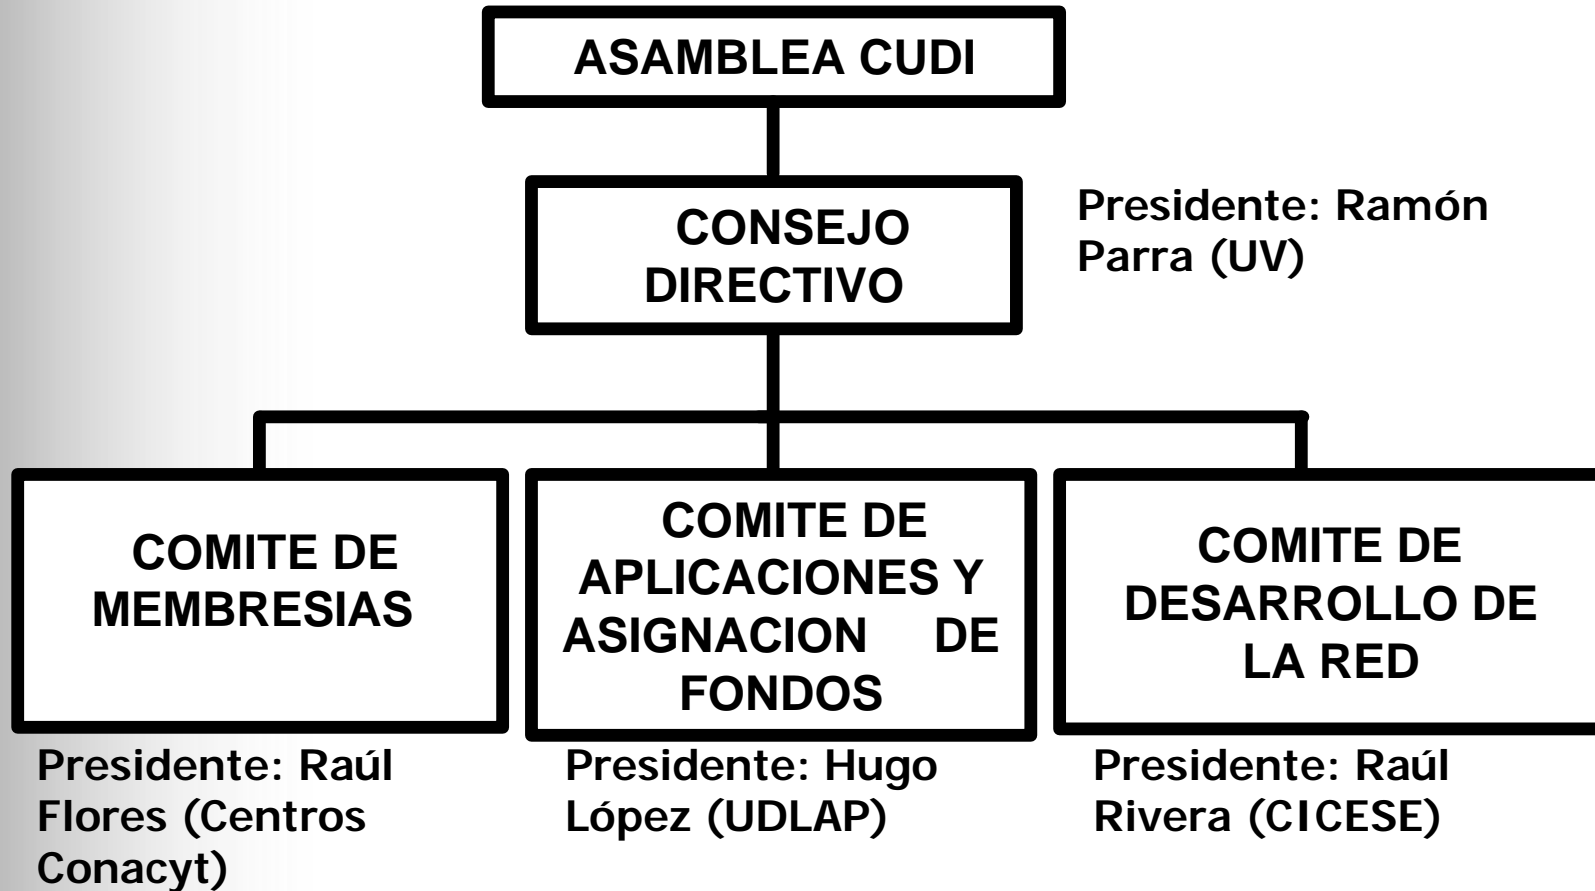 ASAMBLEA CUDI
CONSEJO
DIRECTIVO
Presidente: Ramón
Parra (UV)
COMITE DE
MEMBRESIAS
COMITE DE
APLICACIONES Y
ASIGNACION DE
FONDOS
COMITE DE
DESARROLLO DE
LA RED
Presidente: Raúl
Flores (Centros
Conacyt)
Presidente: Hugo
López (UDLAP)
Presidente: Raúl
Rivera (CICESE)